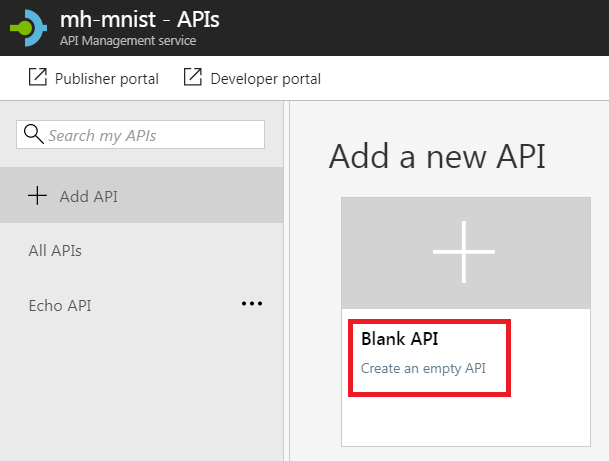 mh-mnist - APIs
API Management service
Publisher portal
Developer portal
Search my APIs
Add API
All APIs
Echo API
Add a new API
Blank API
Create an empty API